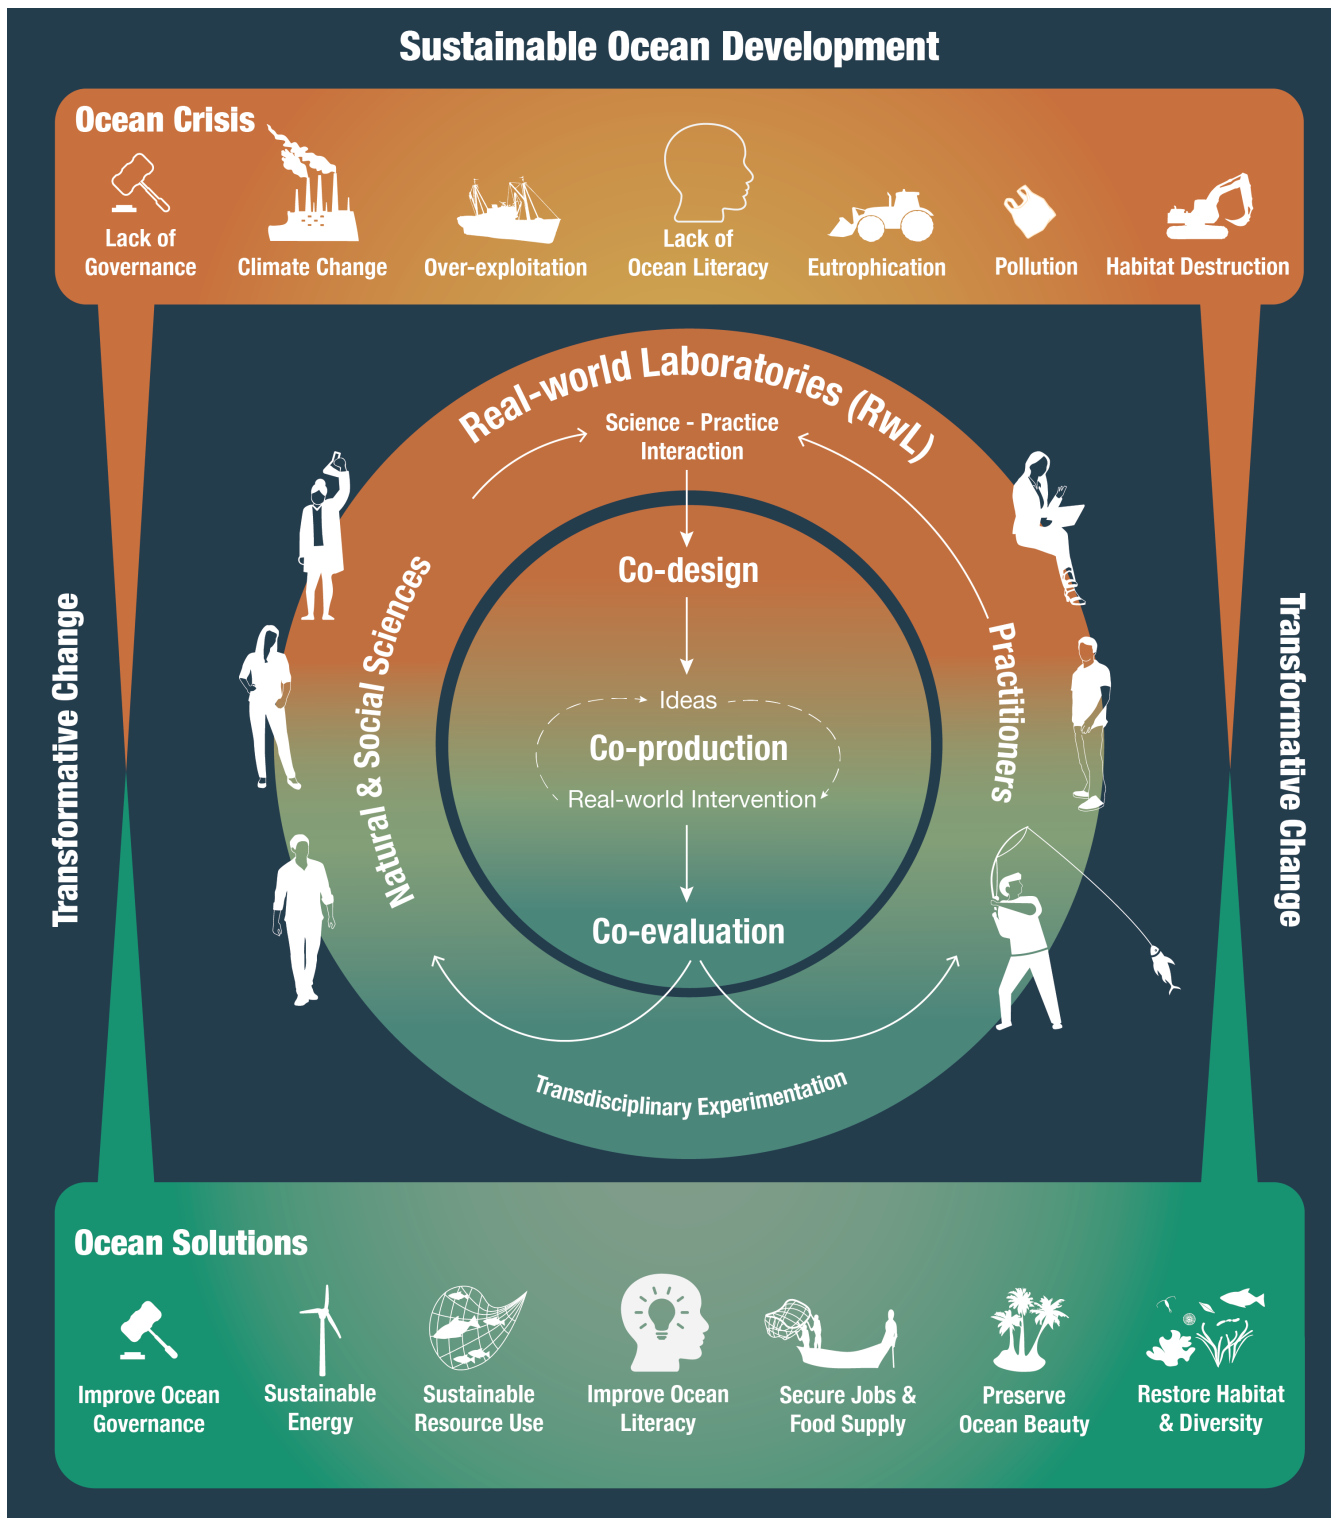 Sustainable Ocean Development
Ocean Crisis
Lack of
Governance
Climate Change
Over-exploitation
Lack of
Ocean Literacy
Eutrophication
Pollution
Habitat Destruction
Real-world Laboratories (RwL)
Science - Practice
Interaction
Co-design
Ideas
Co-production
Real-world Intervention
Co-evaluation
Natural & Social Sciences
Practitioners
Transdisciplinary Experimentation
Transformative Change
Transformative Change
Ocean Solutions
Improve Ocean
Governance
Sustainable
Energy
Sustainable
Resource Use
Improve Ocean
Literacy
Secure Jobs &
Food Supply
Preserve
Ocean Beauty
Restore Habitat
& Diversity